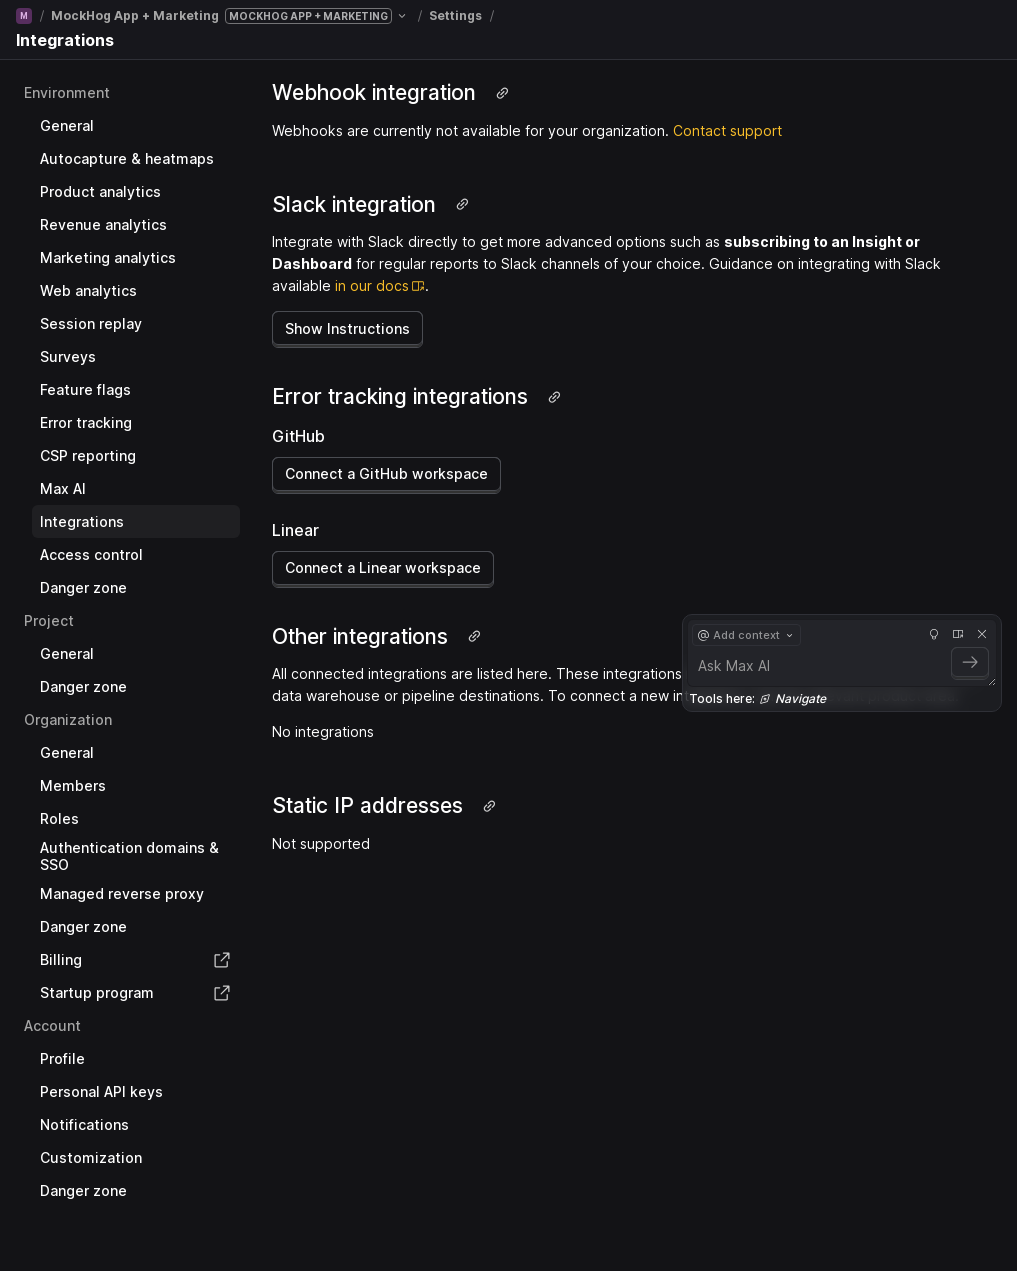 M / MockHog App + Marketing MOCKHOG APP + MARKETING / Settings /
Integrations
Environment
General
Autocapture & heatmaps
Product analytics
Revenue analytics
Marketing analytics
Web analytics
Session replay
Surveys
Feature flags
Error tracking
CSP reporting
Max AI
Integrations
Access control
Danger zone
Project
General
Danger zone
Organization
General
Members
Roles
Authentication domains &
SSO
Managed reverse proxy
Danger zone
Billing
Startup program
Account
Profile
Personal API keys
Notifications
Customization
Danger zone
Webhook integration
Webhooks are currently not available for your organization. Contact support
Slack integration
Integrate with Slack directly to get more advanced options such as subscribing to an Insight or
Dashboard for regular reports to Slack channels of your choice. Guidance on integrating with Slack
available in our docs.
Show Instructions
Error tracking integrations
GitHub
Connect a GitHub workspace
Linear
Connect a Linear workspace
Other integrations
All connected integrations are listed here. These integrations
data warehouse or pipeline destinations. To connect a new
No integrations
Static IP addresses
Not supported
@ Add context
Ask Max AI
Tools here: Navigate